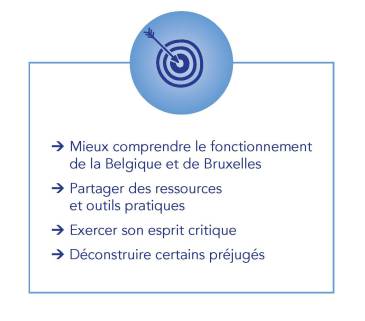 → Mieux comprendre le fonctionnement
de la Belgique et de Bruxelles
→ Partager des ressources
et outils pratiques
→ Exercer son esprit critique
→ Déconstruire certains préjugés